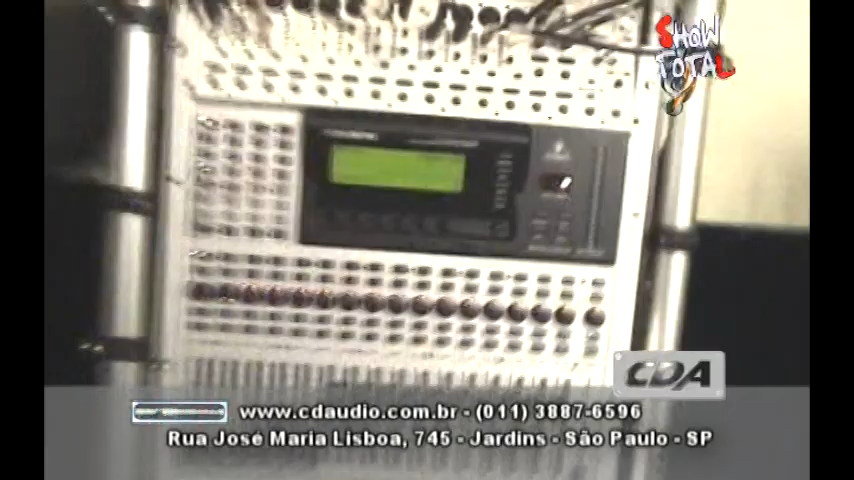 SHOW
TOTAL
CDA
www.cdaudio.com.br - (011) 3887-6596
Rua José Maria Lisboa, 745 - Jardins - São Paulo - SP